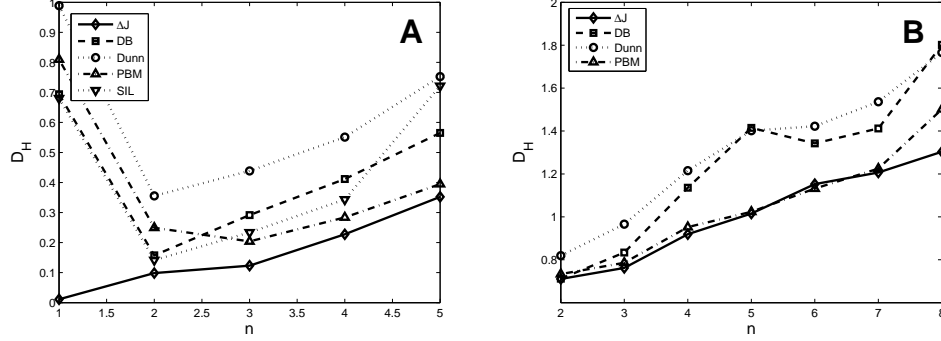 A
ΔJ
DB
Dunn
PBM
SIL
1
0.9
0.8
0.7
0.6
0.5
0.4
0.3
0.2
0.1
0
D_H
1 1.5 2 2.5 3 3.5 4 4.5 5
n
B
ΔJ
DB
Dunn
PBM
2
1.8
1.6
1.4
1.2
1
0.8
D_H
2 3 4 5 6 7 8
n